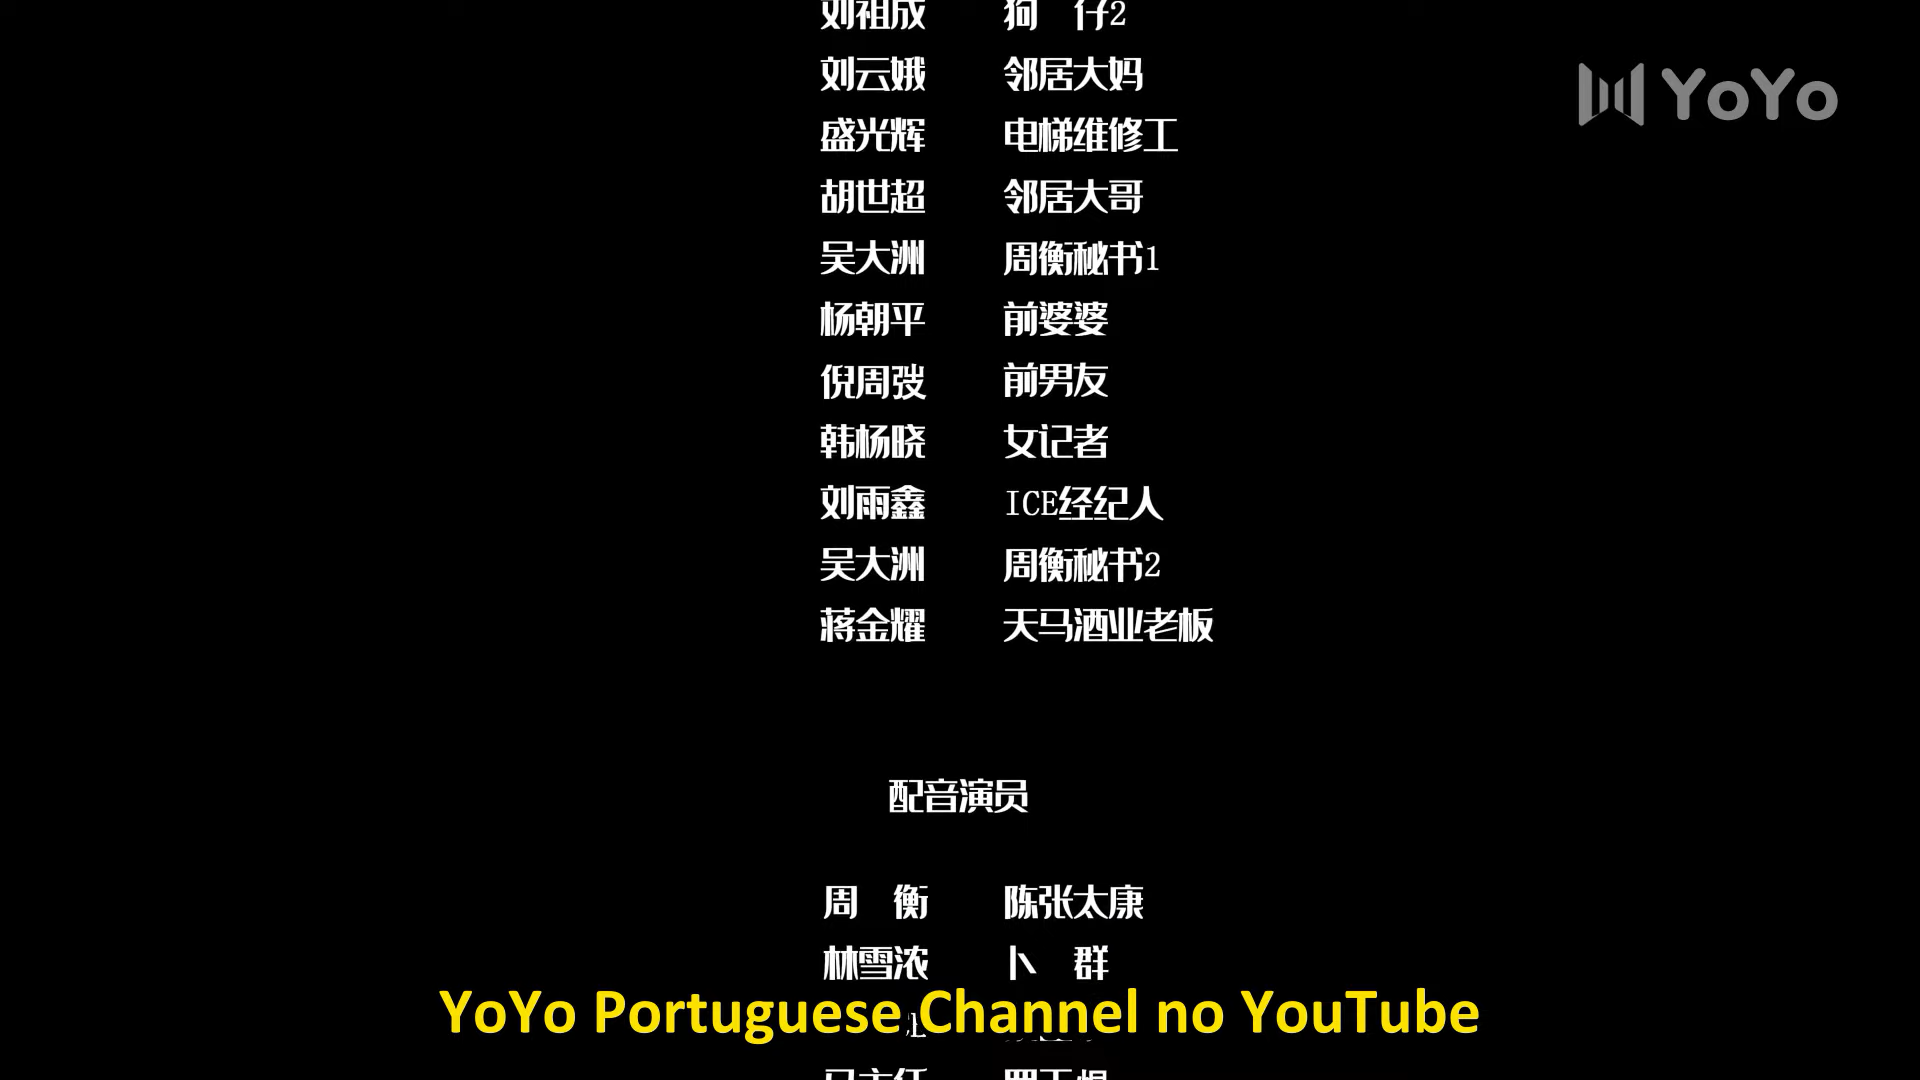 刘祖成 狗 仔2
YoYo
刘云娥 邻居大妈
盛光辉 电梯维修工
胡世超 邻居大哥
吴大洲 周衡秘书1
杨朝平 前婆婆
倪周弢 前男友
韩杨晓 女记者
刘雨鑫 ICE经纪人
吴大洲 周衡秘书2
蒋金耀 天马酒业老板
配音演员
周 衡 陈张太康
林雪浓 卜 群
YoYo Portuguese Channel no YouTube